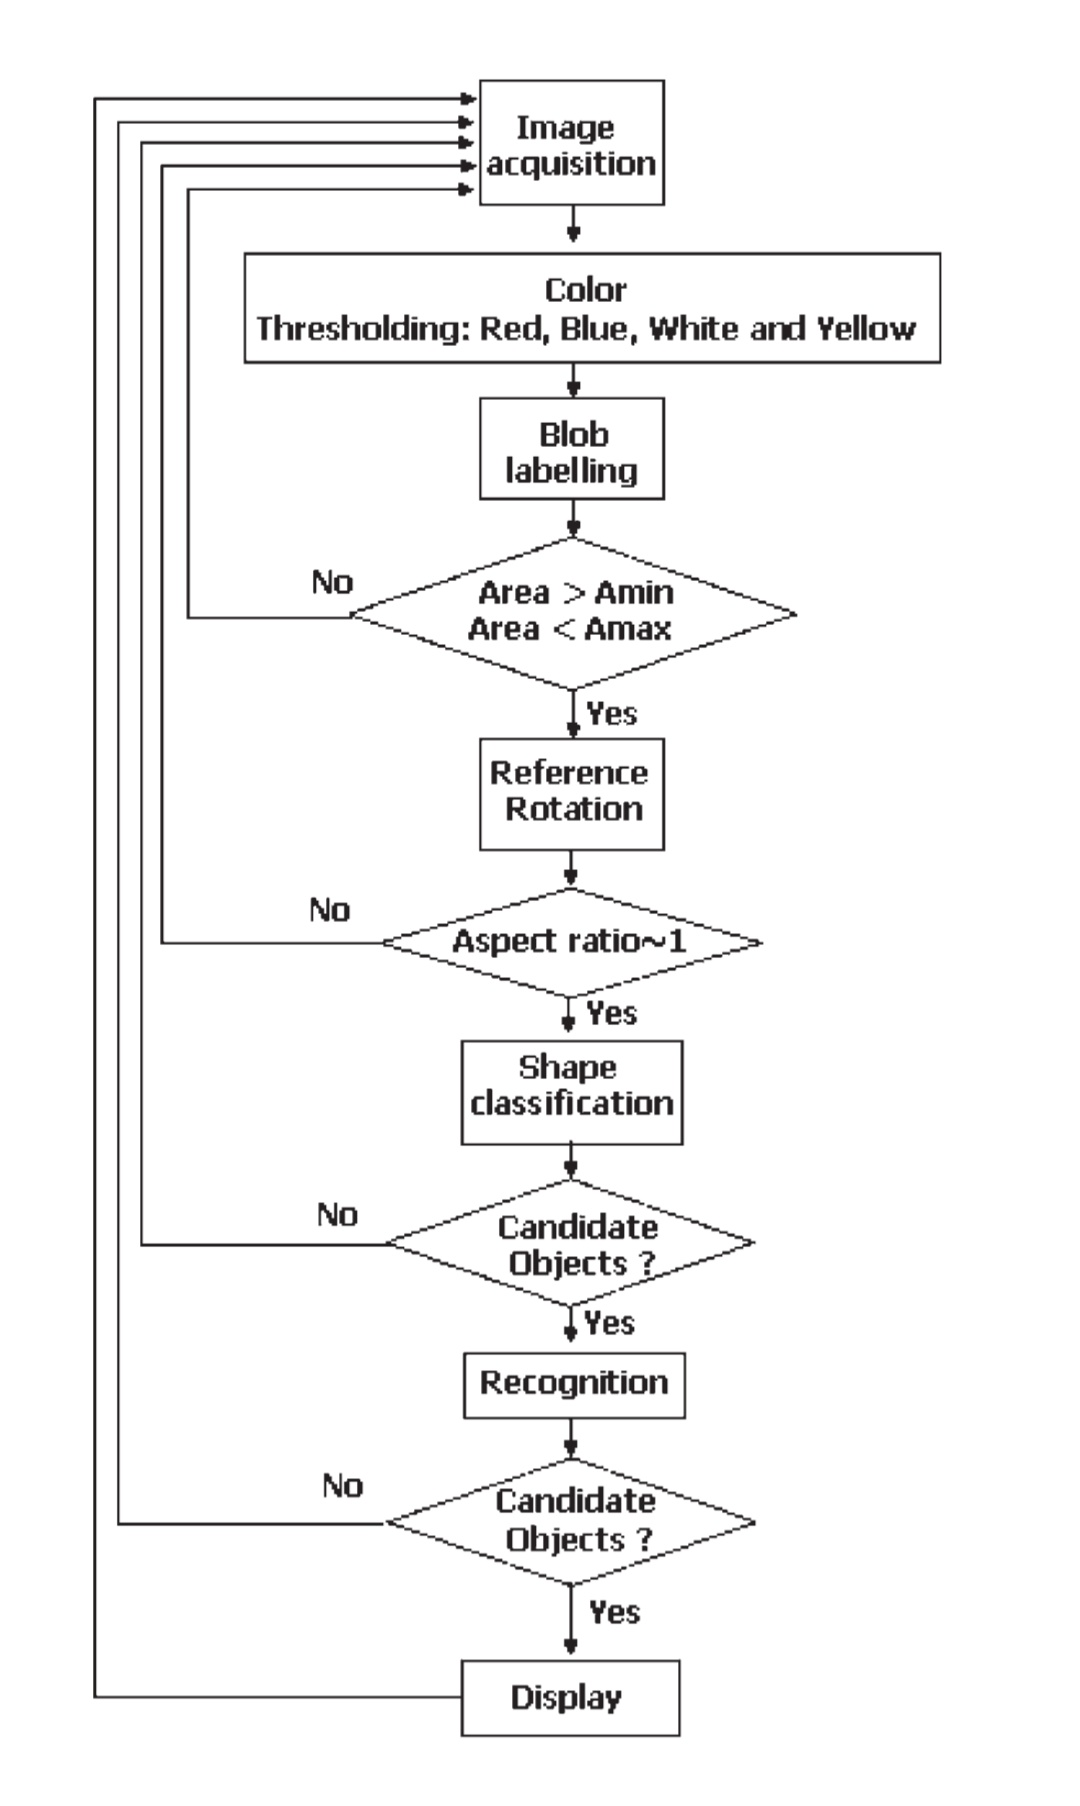 Image
acquisition
Color
Thresholding: Red, Blue, White and Yellow
Blob
labelling
No
Area > Amin
Area < Amax
Yes
Reference
Rotation
No
Aspect ratio~1
Yes
Shape
classification
No
Candidate
Objects ?
Yes
Recognition
No
Candidate
Objects ?
Yes
Display